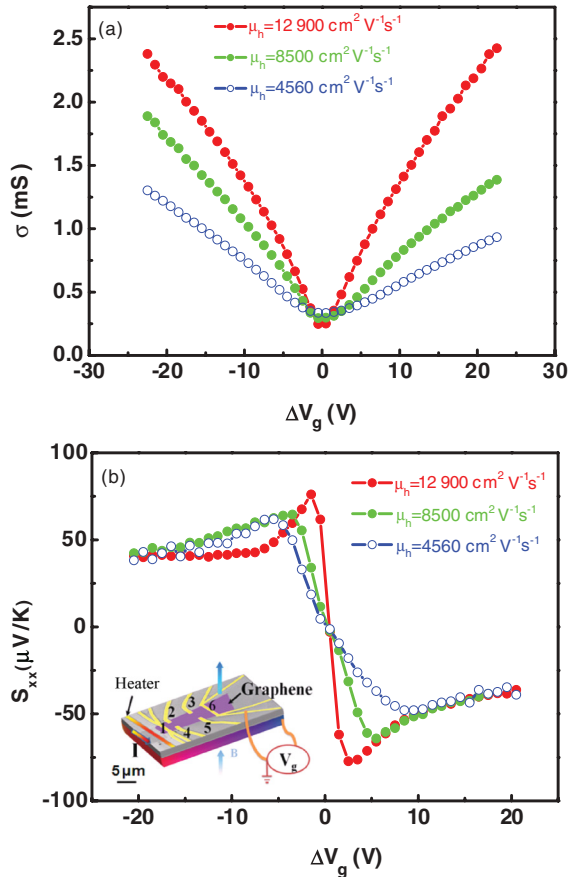 (a)
μh=12 900 cm² V⁻¹s⁻¹
μh=8500 cm² V⁻¹s⁻¹
μh=4560 cm² V⁻¹s⁻¹
2.5
2.0
1.5
1.0
0.5
0.0
σ (mS)
-30 -20 -10 0 10 20 30
ΔVg (V)
(b)
μh=12 900 cm² V⁻¹s⁻¹
μh=8500 cm² V⁻¹s⁻¹
μh=4560 cm² V⁻¹s⁻¹
100
50
0
-50
-100
Sxx(μV/K)
Heater
Graphene
1 2 3 4 5 6
I
B
Vg
5μm
-20 -10 0 10 20
ΔVg (V)